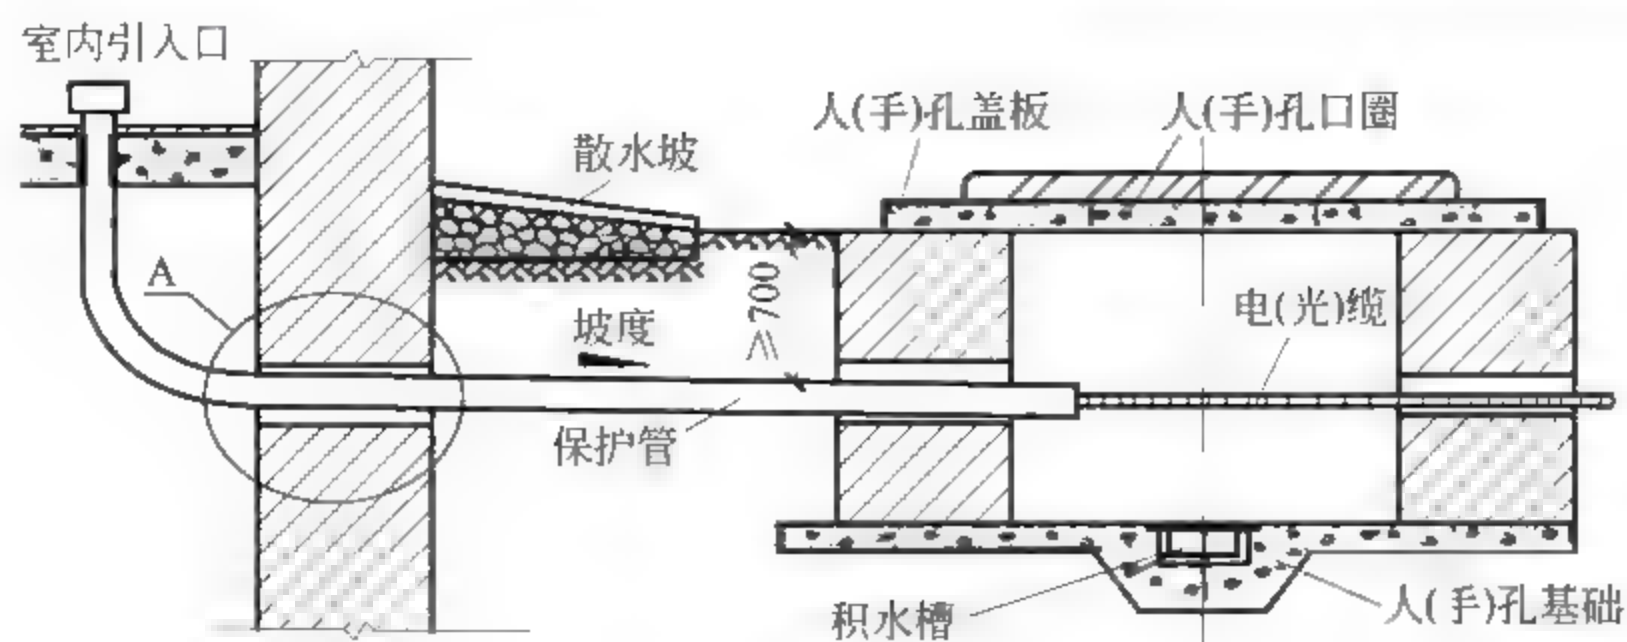 室内引入口
人(手)孔盖板
人(手)孔口圈
散水坡
A
≥700
电(光)缆
坡度
保护管
积水槽
人(手)孔基础